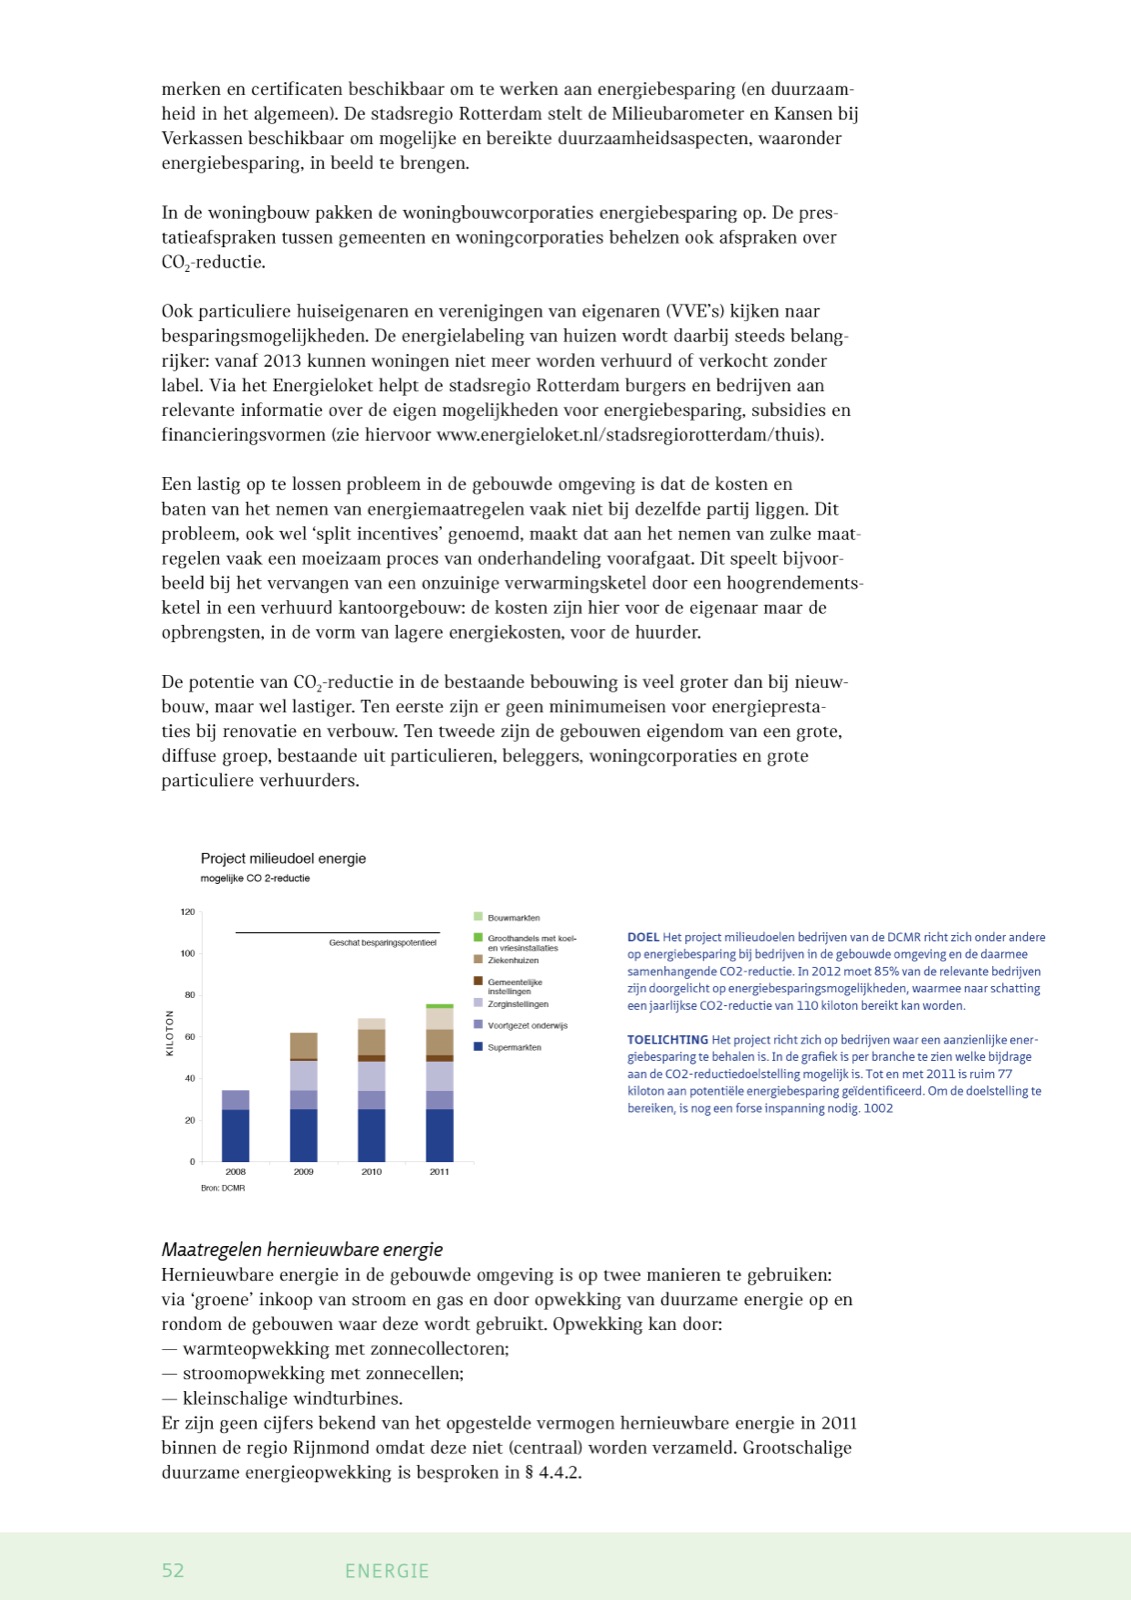 merken en certificaten beschikbaar om te werken aan energiebesparing (en duurzaam-
heid in het algemeen). De stadsregio Rotterdam stelt de Milieubarometer en Kansen bij
Verkassen beschikbaar om mogelijke en bereikte duurzaamheidsaspecten, waaronder
energiebesparing, in beeld te brengen.
In de woningbouw pakken de woningbouwcorporaties energiebesparing op. De pres-
tatieafspraken tussen gemeenten en woningcorporaties behelzen ook afspraken over
CO₂-reductie.
Ook particuliere huiseigenaren en verenigingen van eigenaren (VVE’s) kijken naar
besparingsmogelijkheden. De energielabeling van huizen wordt daarbij steeds belang-
rijker: vanaf 2013 kunnen woningen niet meer worden verhuurd of verkocht zonder
label. Via het Energieloket helpt de stadsregio Rotterdam burgers en bedrijven aan
relevante informatie over de eigen mogelijkheden voor energiebesparing, subsidies en
financieringsvormen (zie hiervoor www.energieloket.nl/stadsregiorotterdam/thuis).
Een lastig op te lossen probleem in de gebouwde omgeving is dat de kosten en
baten van het nemen van energiemaatregelen vaak niet bij dezelfde partij liggen. Dit
probleem, ook wel ‘split incentives’ genoemd, maakt dat aan het nemen van zulke maat-
regelen vaak een moeizaam proces van onderhandeling voorafgaat. Dit speelt bijvoor-
beeld bij het vervangen van een onzuinige verwarmingsketel door een hoogrendements-
ketel in een verhuurd kantoorgebouw: de kosten zijn hier voor de eigenaar maar de
opbrengsten, in de vorm van lagere energiekosten, voor de huurder.
De potentie van CO₂-reductie in de bestaande bebouwing is veel groter dan bij nieuw-
bouw, maar wel lastiger. Ten eerste zijn er geen minimumeisen voor energiepresta-
ties bij renovatie en verbouw. Ten tweede zijn de gebouwen eigendom van een grote,
diffuse groep, bestaande uit particulieren, beleggers, woningcorporaties en grote
particuliere verhuurders.
Project milieudoel energie
mogelijke CO 2-reductie
120
100
80
60
40
20
0
KILOTON
Geschat besparingspotentieel
2008
2009
2010
2011
Bron: DCMR
Bouwmarkten
Groothandels met koel-
en vriesinstallaties
Ziekenhuizen
Gemeentelijke
instellingen
Zorginstellingen
Voortgezet onderwijs
Supermarkten
DOEL Het project milieudoelen bedrijven van de DCMR richt zich onder andere
op energiebesparing bij bedrijven in de gebouwde omgeving en de daarmee
samenhangende CO2-reductie. In 2012 moet 85% van de relevante bedrijven
zijn doorgelicht op energiebesparingsmogelijkheden, waarmee naar schatting
een jaarlijkse CO2-reductie van 110 kiloton bereikt kan worden.
TOELICHTING Het project richt zich op bedrijven waar een aanzienlijke ener-
giebesparing te behalen is. In de grafiek is per branche te zien welke bijdrage
aan de CO2-reductiedoelstelling mogelijk is. Tot en met 2011 is ruim 77
kiloton aan potentiële energiebesparing geïdentificeerd. Om de doelstelling te
bereiken, is nog een forse inspanning nodig. 1002
Maatregelen hernieuwbare energie
Hernieuwbare energie in de gebouwde omgeving is op twee manieren te gebruiken:
via ‘groene’ inkoop van stroom en gas en door opwekking van duurzame energie op en
rondom de gebouwen waar deze wordt gebruikt. Opwekking kan door:
— warmteopwekking met zonnecollectoren;
— stroomopwekking met zonnecellen;
— kleinschalige windturbines.
Er zijn geen cijfers bekend van het opgestelde vermogen hernieuwbare energie in 2011
binnen de regio Rijnmond omdat deze niet (centraal) worden verzameld. Grootschalige
duurzame energieopwekking is besproken in § 4.4.2.
52
ENERGIE